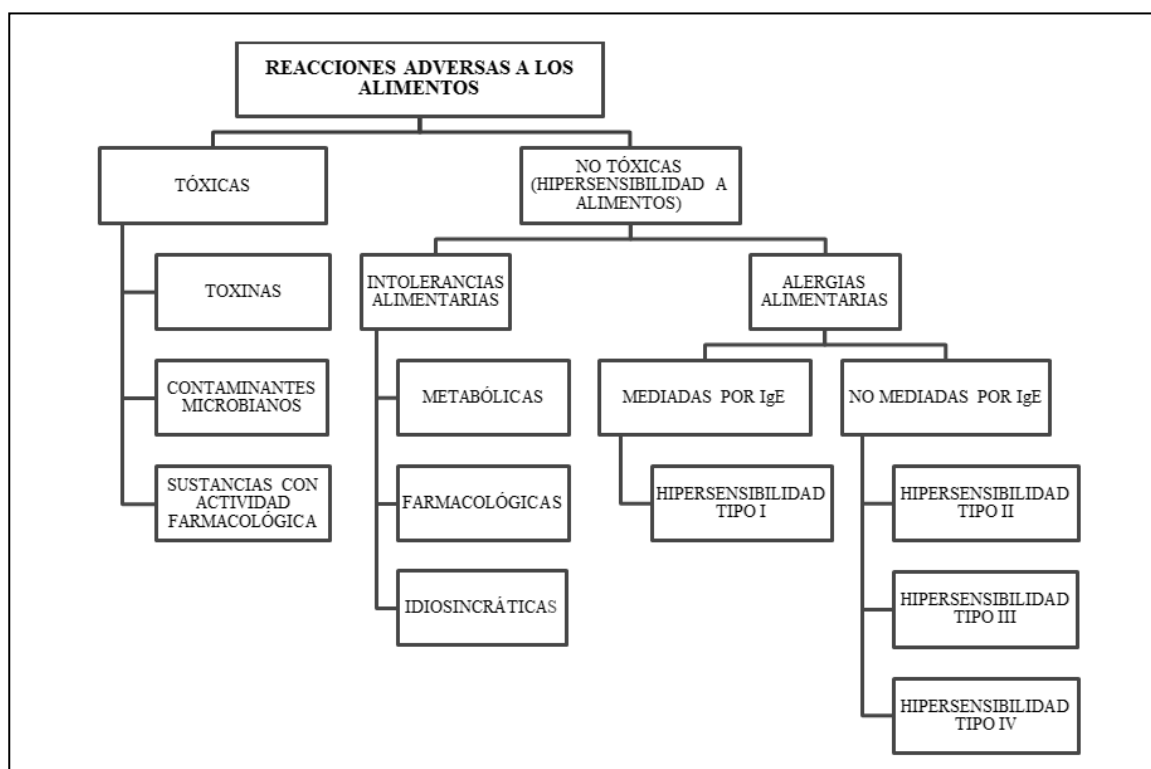 REACCIONES ADVERSAS A LOS
ALIMENTOS
TÓXICAS
NO TÓXICAS
(HIPERSENSIBILIDAD A
ALIMENTOS)
TOXINAS
CONTAMINANTES
MICROBIANOS
SUSTANCIAS CON
ACTIVIDAD
FARMACOLÓGICA
INTOLERANCIAS
ALIMENTARIAS
METABÓLICAS
FARMACOLÓGICAS
IDIOSINCRÁTICAS
ALERGIAS
ALIMENTARIAS
MEDIADAS POR IgE
HIPERSENSIBILIDAD
TIPO I
NO MEDIADAS POR IgE
HIPERSENSIBILIDAD
TIPO II
HIPERSENSIBILIDAD
TIPO III
HIPERSENSIBILIDAD
TIPO IV